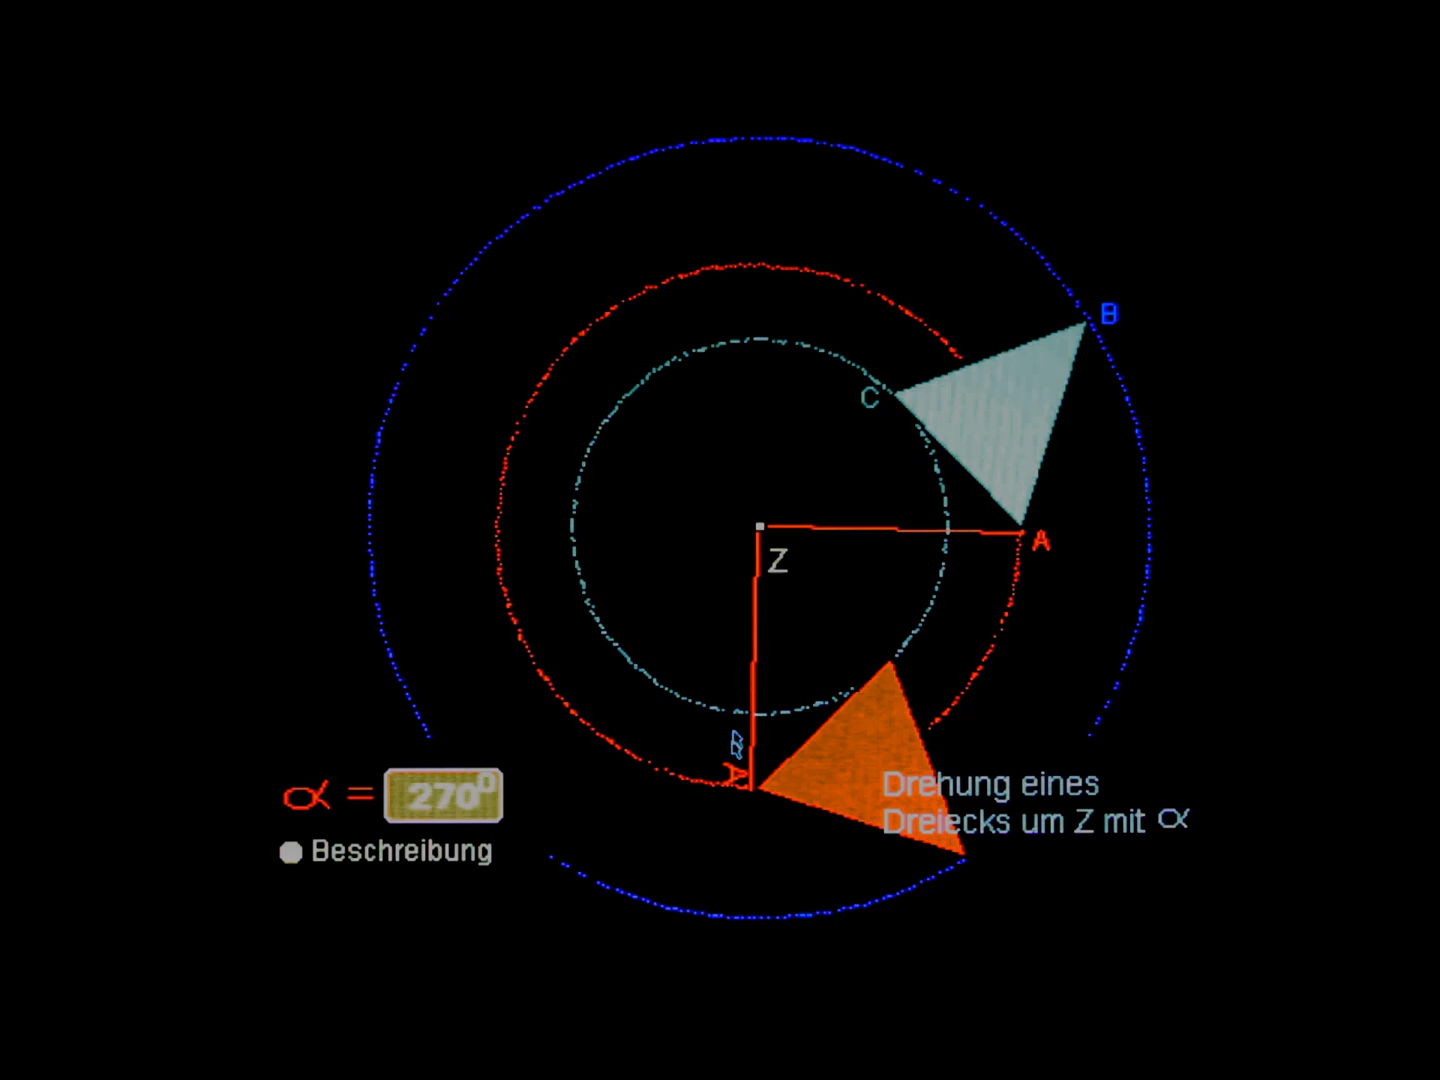 B
C
A
Z
A
α = 270°
Beschreibung
Drehung eines
Dreiecks um Z mit α